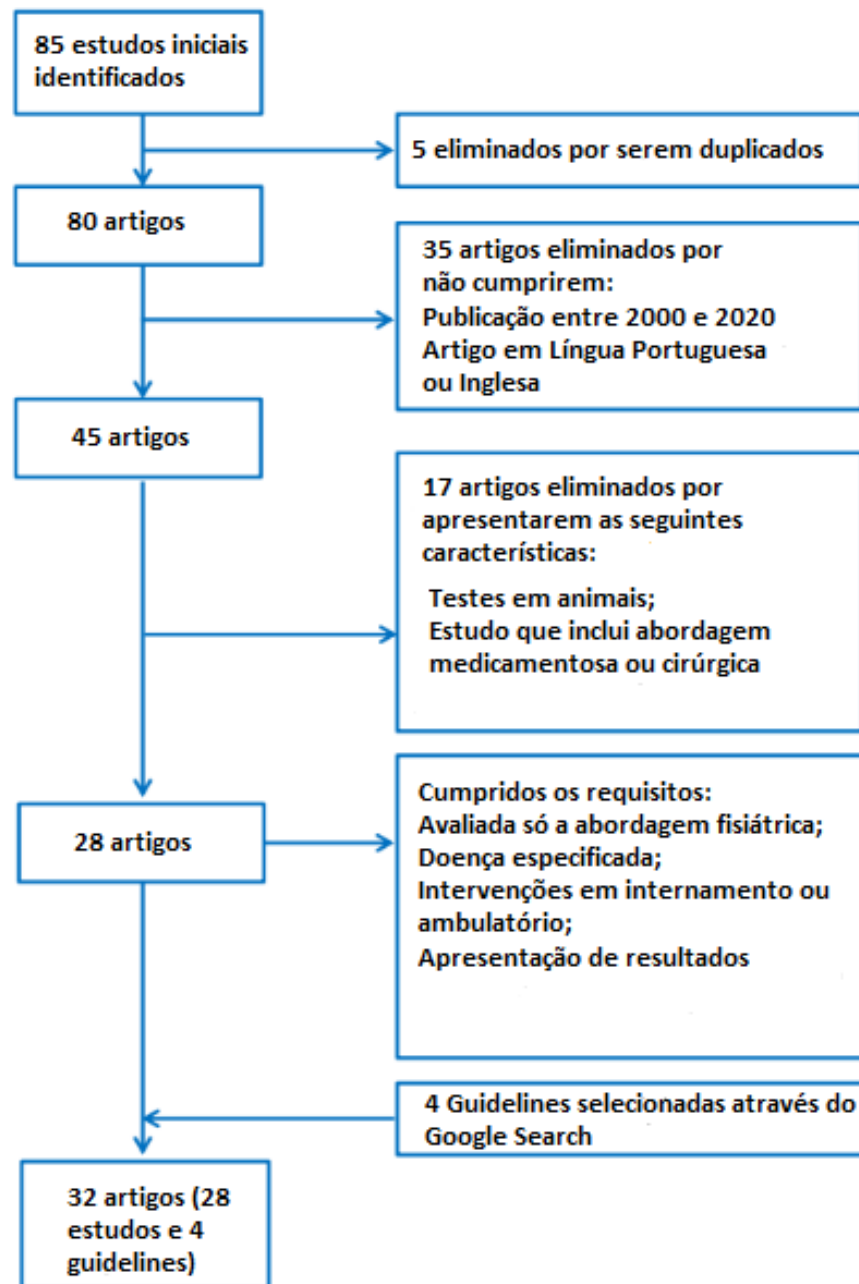 85 estudos iniciais
identificados
5 eliminados por serem duplicados
80 artigos
35 artigos eliminados por
não cumprirem:
Publicação entre 2000 e 2020
Artigo em Língua Portuguesa
ou Inglesa
45 artigos
17 artigos eliminados por
apresentarem as seguintes
características:
Testes em animais;
Estudo que inclui abordagem
medicamentosa ou cirúrgica
28 artigos
Cumpridos os requisitos:
Avaliada só a abordagem fisiátrica;
Doença especificada;
Intervenções em internamento ou
ambulatório;
Apresentação de resultados
4 Guidelines selecionadas através do
Google Search
32 artigos (28
estudos e 4
guidelines)